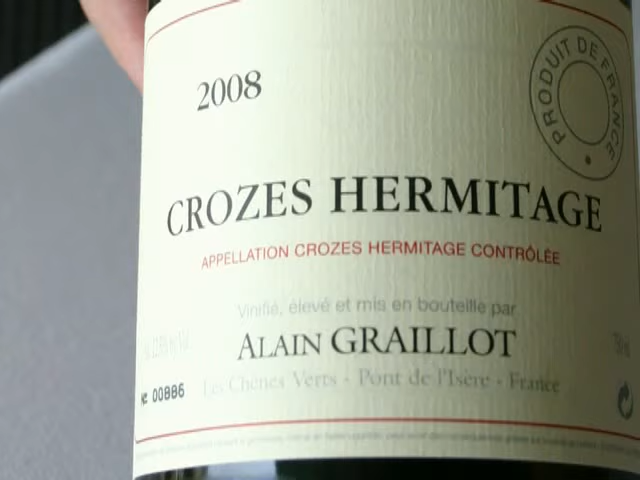 2008
PRODUIT DE FRANCE
CROZES HERMITAGE
APPELLATION CROZES HERMITAGE CONTRÔLÉE
Vinifié, élevé et mis en bouteille par
ALAIN GRAILLOT
Les Chênes Verts - Pont de l'Isère - France
00886